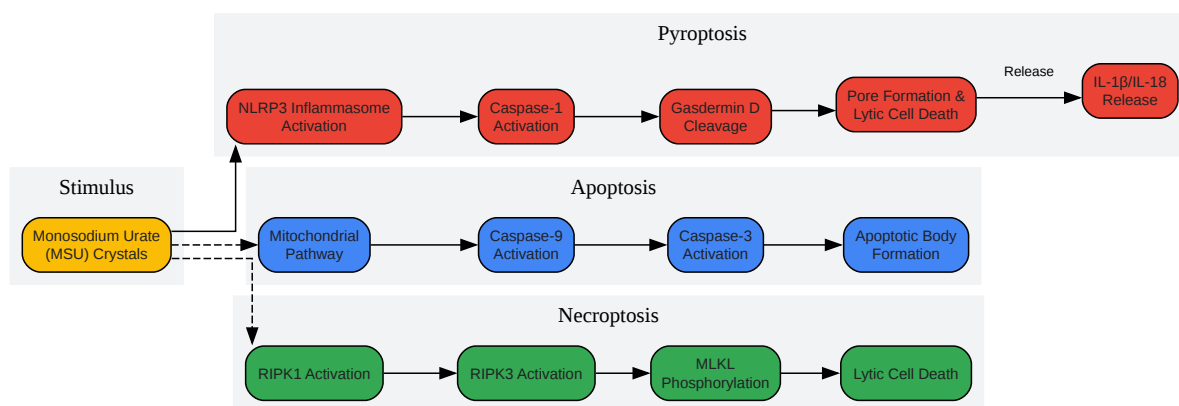 Pyroptosis
NLRP3 Inflammasome
Activation
Caspase-1
Activation
Gasdermin D
Cleavage
Pore Formation &
Lytic Cell Death
Release
IL-1β/IL-18
Release
Stimulus
Monosodium Urate
(MSU) Crystals
Apoptosis
Mitochondrial
Pathway
Caspase-9
Activation
Caspase-3
Activation
Apoptotic Body
Formation
Necroptosis
RIPK1 Activation
RIPK3 Activation
MLKL
Phosphorylation
Lytic Cell Death